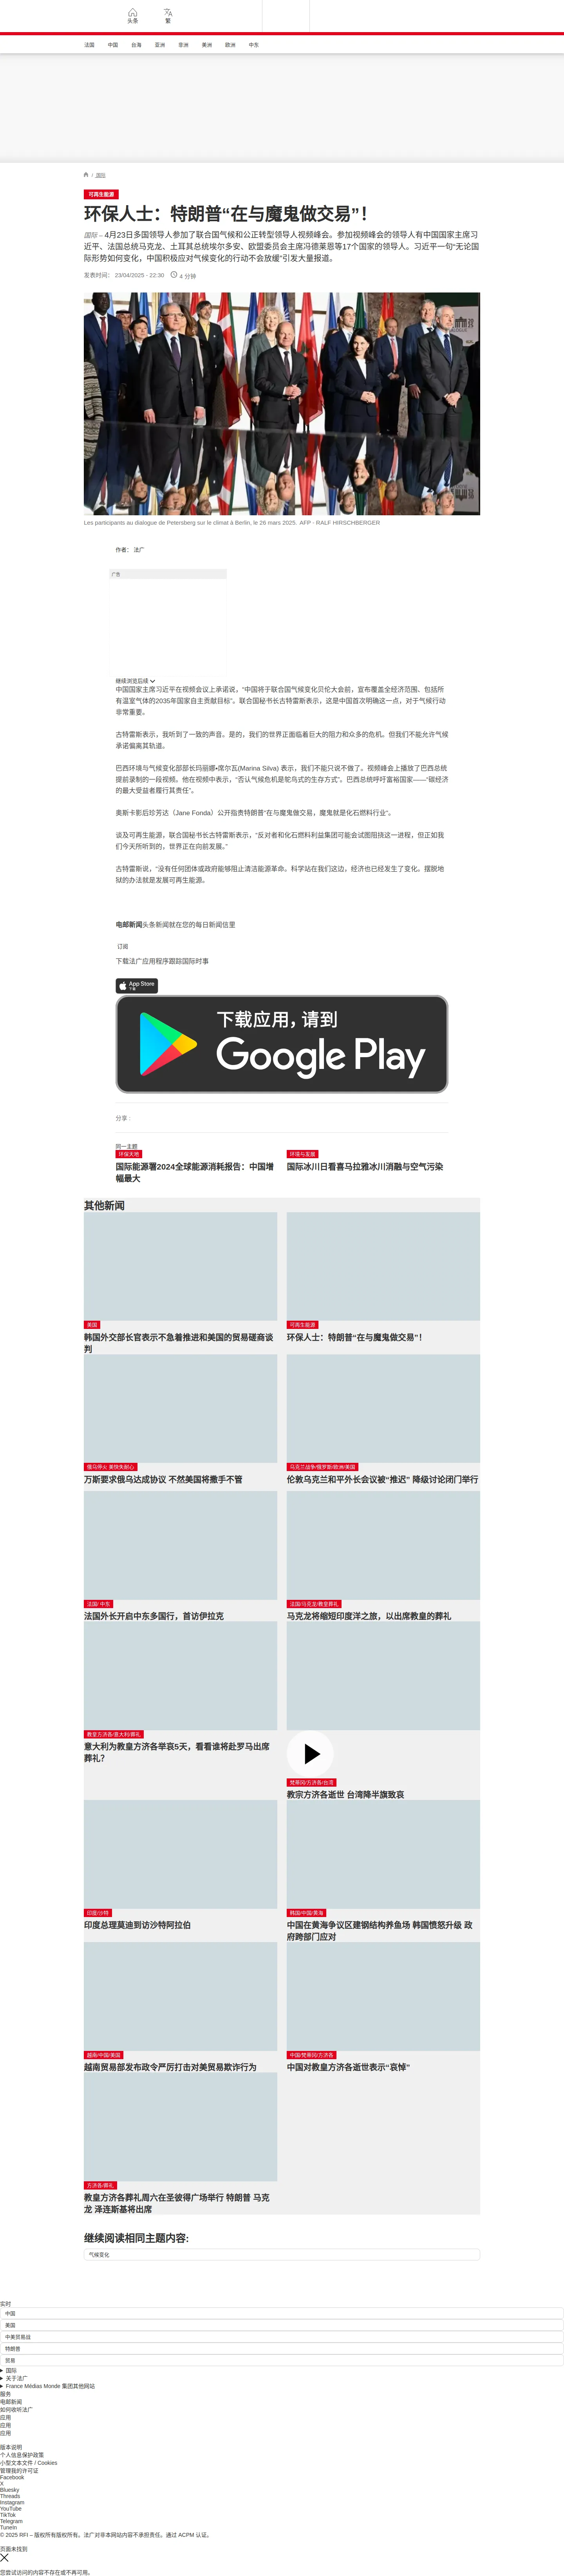 头条
繁
法国 中国 台海 亚洲 非洲 美洲 欧洲 中东
/ 国际
可再生能源
环保人士：特朗普“在与魔鬼做交易”！
国际 – 4月23日多国领导人参加了联合国气候和公正转型领导人视频峰会。参加视频峰会的领导人有中国国家主席习
近平、法国总统马克龙、土耳其总统埃尔多安、欧盟委员会主席冯德莱恩等17个国家的领导人。习近平一句“无论国
际形势如何变化，中国积极应对气候变化的行动不会放缓”引发大量报道。
发表时间： 23/04/2025 - 22:30 4 分钟
Les participants au dialogue de Petersberg sur le climat à Berlin, le 26 mars 2025. AFP - RALF HIRSCHBERGER
作者： 法广
广告
继续浏览后续
中国国家主席习近平在视频会议上承诺说，“中国将于联合国气候变化贝伦大会前，宣布覆盖全经济范围、包括所
有温室气体的2035年国家自主贡献目标”。联合国秘书长古特雷斯表示，这是中国首次明确这一点，对于气候行动
非常重要。
古特雷斯表示，我听到了一致的声音。是的，我们的世界正面临着巨大的阻力和众多的危机。但我们不能允许气候
承诺偏离其轨道。
巴西环境与气候变化部部长玛丽娜•席尔瓦(Marina Silva) 表示，我们不能只说不做了。视频峰会上播放了巴西总统
提前录制的一段视频。他在视频中表示，“否认气候危机是鸵鸟式的生存方式”。巴西总统呼吁富裕国家——“碳经济
的最大受益者履行其责任”。
奥斯卡影后珍芳达（Jane Fonda）公开指责特朗普“在与魔鬼做交易，魔鬼就是化石燃料行业”。
谈及可再生能源，联合国秘书长古特雷斯表示，“反对者和化石燃料利益集团可能会试图阻挠这一进程，但正如我
们今天所听到的，世界正在向前发展。”
古特雷斯说，“没有任何团体或政府能够阻止清洁能源革命。科学站在我们这边，经济也已经发生了变化。摆脱地
狱的办法就是发展可再生能源。
电邮新闻头条新闻就在您的每日新闻信里
订阅
下载法广应用程序跟踪国际时事
App Store
下载
下载应用，请到
Google Play
分享 :
同一主题
环保天地
国际能源署2024全球能源消耗报告：中国增
幅最大
环境与发展
国际冰川日看喜马拉雅冰川消融与空气污染
其他新闻
美国
韩国外交部长官表示不急着推进和美国的贸易磋商谈
判
可再生能源
环保人士：特朗普“在与魔鬼做交易”！
俄乌停火 美快失耐心
万斯要求俄乌达成协议 不然美国将撒手不管
乌克兰战争/俄罗斯/欧洲/美国
伦敦乌克兰和平外长会议被“推迟” 降级讨论闭门举行
法国/ 中东
法国外长开启中东多国行，首访伊拉克
法国/马克龙/教皇葬礼
马克龙将缩短印度洋之旅，以出席教皇的葬礼
教皇方济各/意大利/葬礼
意大利为教皇方济各举哀5天，看看谁将赴罗马出席
葬礼？
梵蒂冈/方济各/台湾
教宗方济各逝世 台湾降半旗致哀
印度/沙特
印度总理莫迪到访沙特阿拉伯
韩国/中国/黄海
中国在黄海争议区建钢结构养鱼场 韩国愤怒升级 政
府跨部门应对
越南/中国/美国
越南贸易部发布政令严厉打击对美贸易欺诈行为
中国/梵蒂冈/方济各
中国对教皇方济各逝世表示“哀悼”
方济各/葬礼
教皇方济各葬礼周六在圣彼得广场举行 特朗普 马克
龙 泽连斯基将出席
继续阅读相同主题内容:
气候变化
实时
中国
美国
中美贸易战
特朗普
贸易
国际
关于法广
France Médias Monde 集团其他网站
服务
电邮新闻
如何收听法广
应用
应用
应用
版本说明
个人信息保护政策
小型文本文件 / Cookies
管理我的许可证
Facebook
X
Bluesky
Threads
Instagram
YouTube
TikTok
Telegram
TuneIn
© 2025 RFI – 版权所有版权所有。法广对非本网站内容不承担责任。通过 ACPM 认证。
页面未找到
您尝试访问的内容不存在或不再可用。